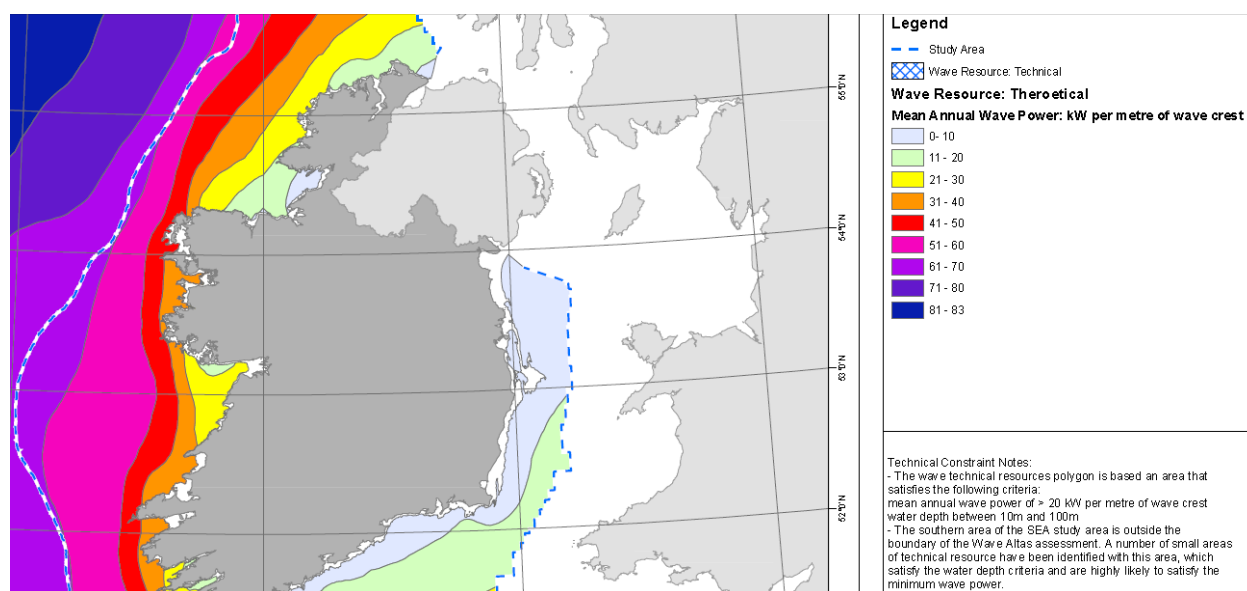 Legend
Study Area
Wave Resource: Technical
Wave Resource: Theroetical
Mean Annual Wave Power: kW per metre of wave crest
0- 10
11 - 20
21 - 30
31 - 40
41 - 50
51 - 60
61 - 70
71 - 80
81 - 83
55°0'N
54°0'N
53°0'N
52°0'N
Technical Constraint Notes:
- The wave technical resources polygon is based an area that
satisfies the following criteria:
mean annual wave power of > 20 kW per metre of wave crest
water depth between 10m and 100m
- The southern area of the SEA study area is outside the
boundary of the Wave Altas assessment. A number of small areas
of technical resource have been identified with this area, which
satisfy the water depth criteria and are highly likely to satisfy the
minimum wave power.